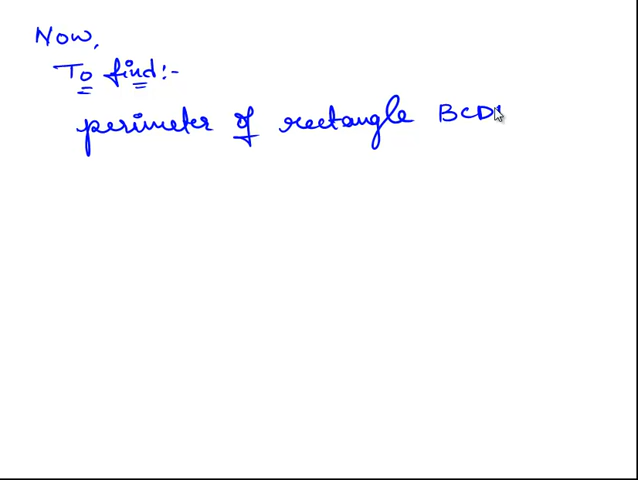 Now,
To find:-
perimeter of rectangle BCD